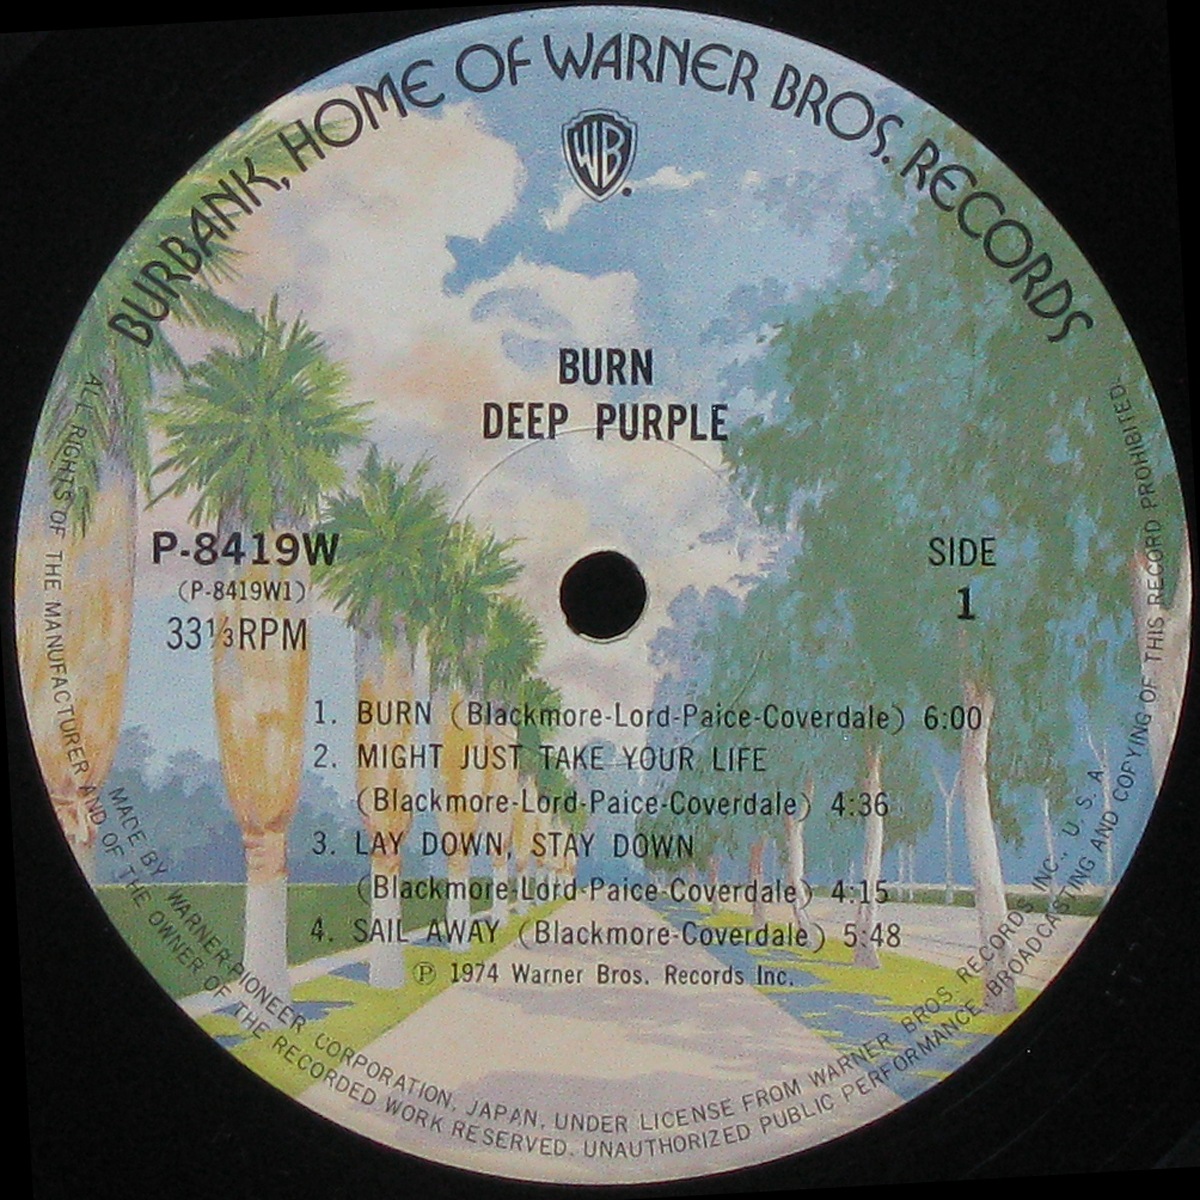 BURBANK, HOME OF WARNER BROS. RECORDS
WB
BURN
DEEP PURPLE
P-8419W
(P-8419W1)
33⅓RPM
SIDE
1
1. BURN (Blackmore-Lord-Paice-Coverdale) 6:00
2. MIGHT JUST TAKE YOUR LIFE
(Blackmore-Lord-Paice-Coverdale) 4:36
3. LAY DOWN, STAY DOWN
(Blackmore-Lord-Paice-Coverdale) 4:15
4. SAIL AWAY (Blackmore-Coverdale) 5:48
Ⓟ 1974 Warner Bros. Records Inc.
MADE BY WARNER-PIONEER CORPORATION, JAPAN, UNDER LICENSE FROM WARNER BROS. RECORDS INC., U.S.A.
ALL RIGHTS OF THE MANUFACTURER AND OF THE OWNER OF THE RECORDED WORK RESERVED. UNAUTHORIZED PUBLIC PERFORMANCE, BROADCASTING AND COPYING OF THIS RECORD PROHIBITED.